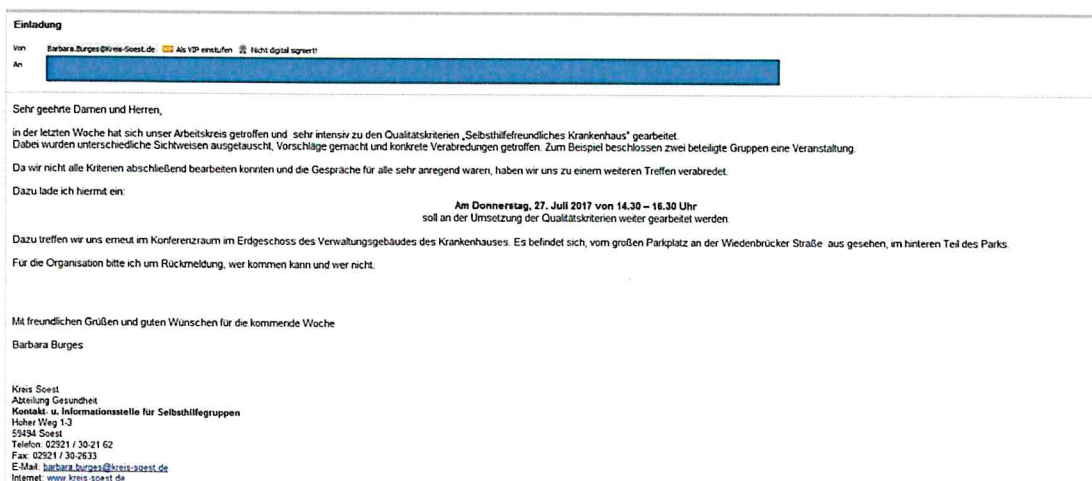 Einladung
Von Barbara.Burges@Kreis-Soest.de Als VIP einstufen Nicht digital signiert!
An
Sehr geehrte Damen und Herren,
in der letzten Woche hat sich unser Arbeitskreis getroffen und sehr intensiv zu den Qualitätskriterien „Selbsthilfefreundliches Krankenhaus" gearbeitet.
Dabei wurden unterschiedliche Sichtweisen ausgetauscht, Vorschläge gemacht und konkrete Verabredungen getroffen. Zum Beispiel beschlossen zwei beteiligte Gruppen eine Veranstaltung.
Da wir nicht alle Kriterien abschließend bearbeiten konnten und die Gespräche für alle sehr anregend waren, haben wir uns zu einem weiteren Treffen verabredet.
Dazu lade ich hiermit ein:
Am Donnerstag, 27. Juli 2017 von 14.30 – 16.30 Uhr
soll an der Umsetzung der Qualitätskriterien weiter gearbeitet werden.
Dazu treffen wir uns erneut im Konferenzraum im Erdgeschoss des Verwaltungsgebäudes des Krankenhauses. Es befindet sich, vom großen Parkplatz an der Wiedenbrücker Straße aus gesehen, im hinteren Teil des Parks.
Für die Organisation bitte ich um Rückmeldung, wer kommen kann und wer nicht.
Mit freundlichen Grüßen und guten Wünschen für die kommende Woche
Barbara Burges
Kreis Soest
Abteilung Gesundheit
Kontakt- u. Informationsstelle für Selbsthilfegruppen
Hoher Weg 1-3
59494 Soest
Telefon: 02921 / 30-21 62
Fax: 02921 / 30-2633
E-Mail: barbara.burges@kreis-soest.de
Internet: www.kreis-soest.de